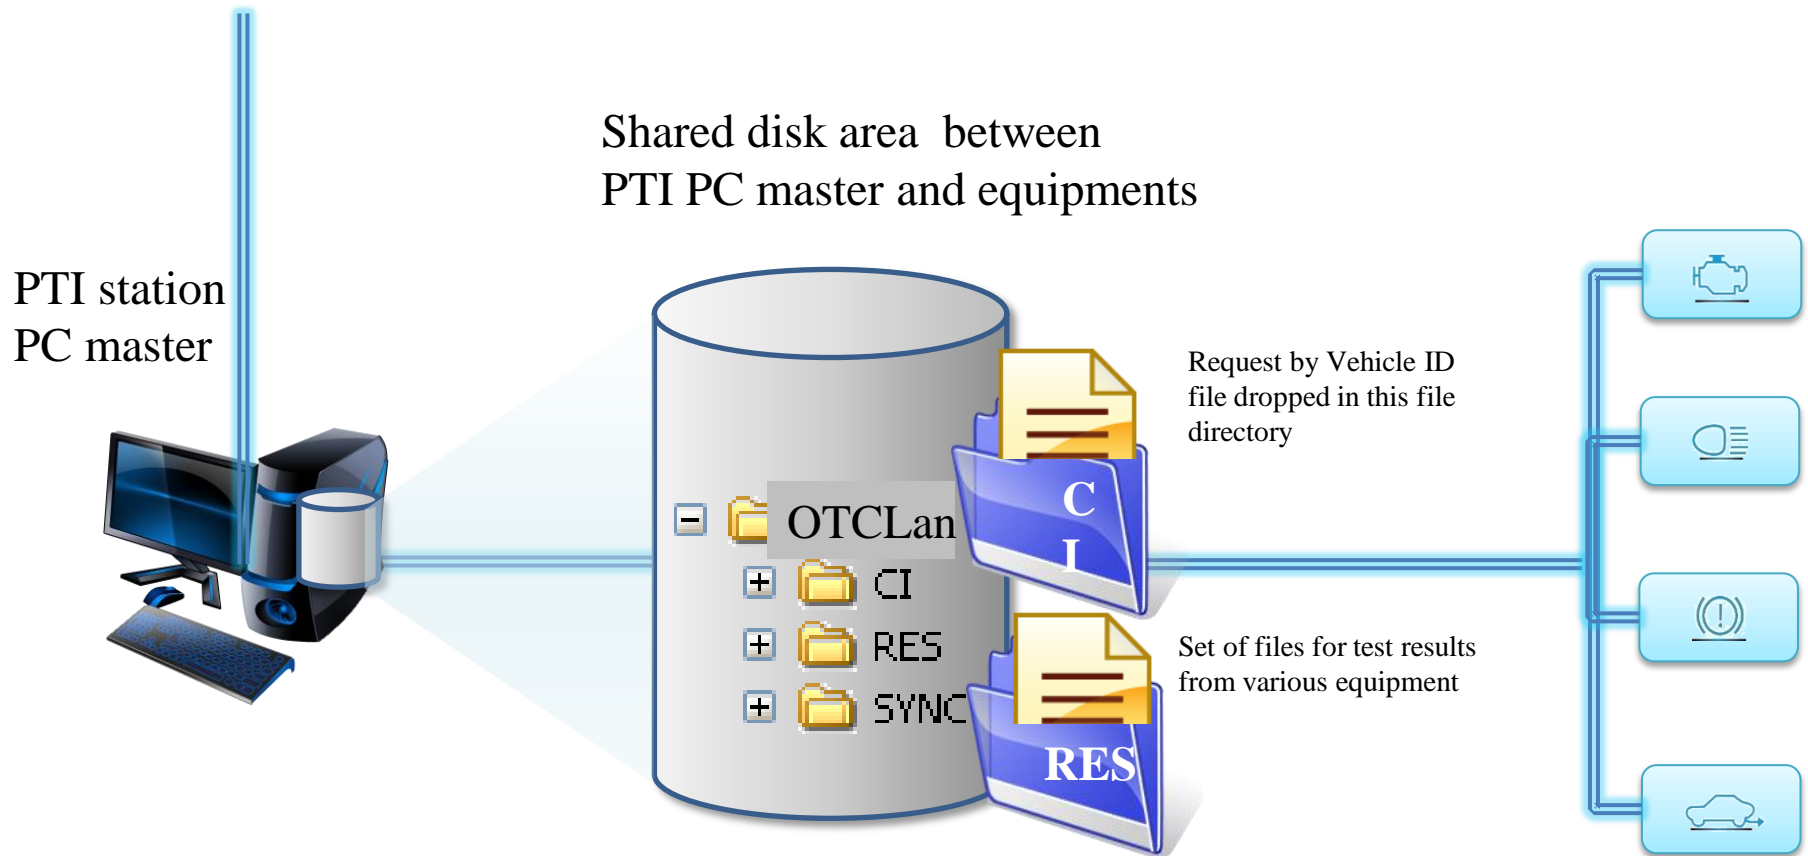 Shared disk area  between
PTI PC master and equipments
PTI station
PC master
Request by Vehicle ID
file dropped in this file
directory
C
I
OTCLan
CI
RES
SYNC
Set of files for test results
from various equipment
RES